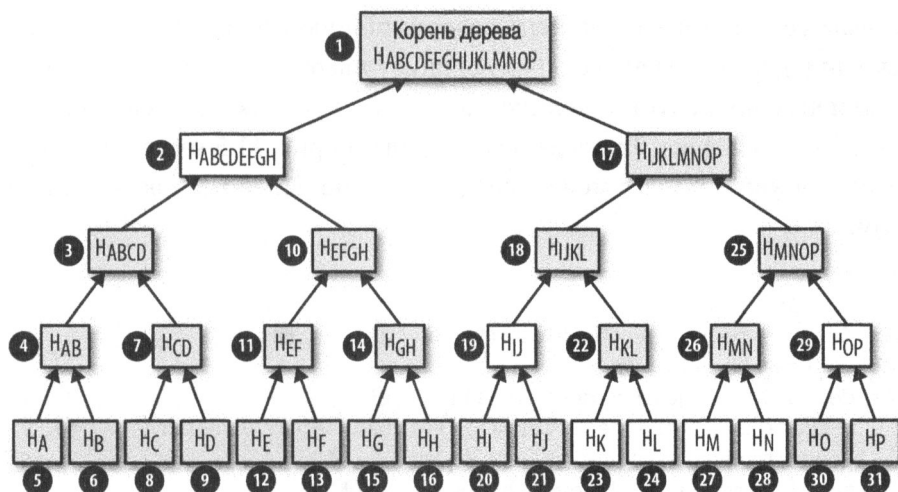 1 Корень дерева
HABCDEFGHIJKLMNOP
2 HABCDEFGH 17 HIJKLMNOP
3 HABCD 10 HEFGH 18 HIJKL 25 HMNOP
4 HAB 7 HCD 11 HEF 14 HGH 19 HIJ 22 HKL 26 HMN 29 HOP
HA HB HC HD HE HF HG HH HI HJ HK HL HM HN HO HP
5 6 8 9 12 13 15 16 20 21 23 24 27 28 30 31